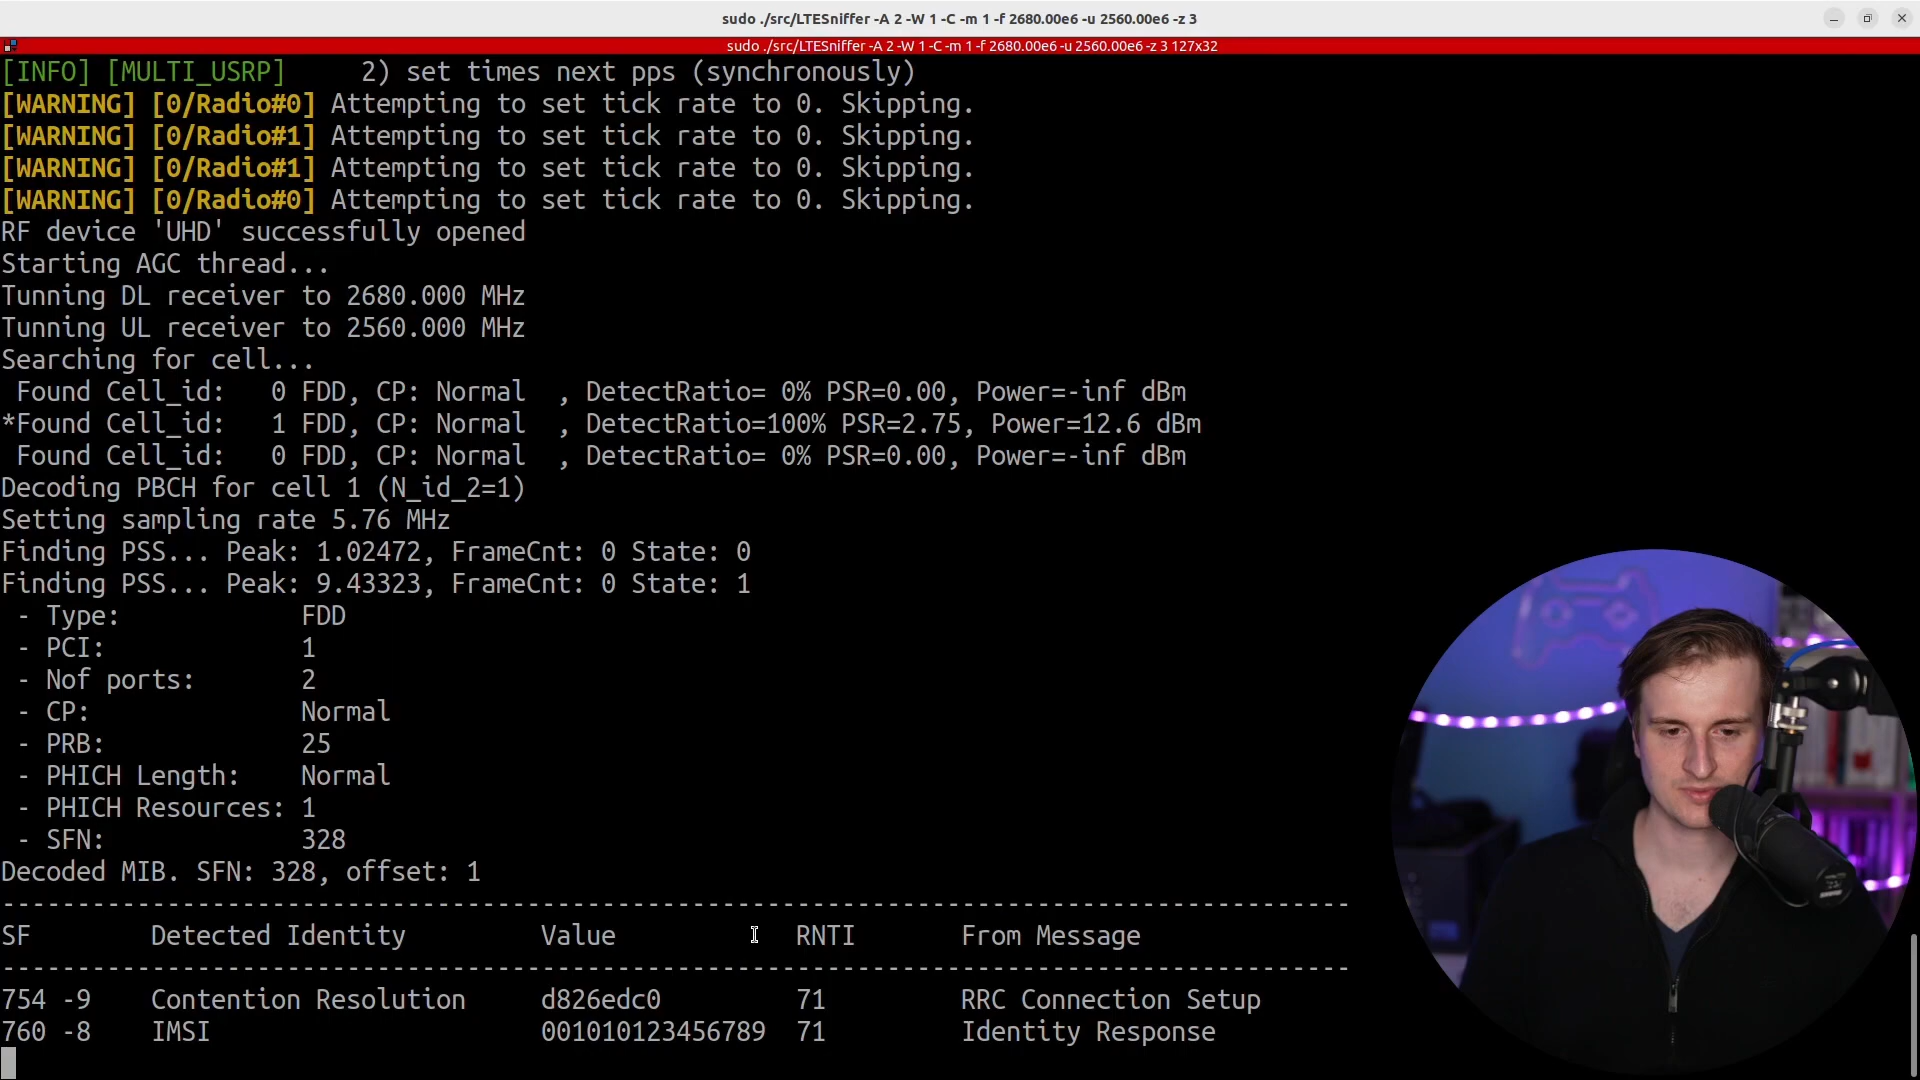 sudo ./src/LTESniffer -A 2 -W 1 -C -m 1 -f 2680.00e6 -u 2560.00e6 -z 3
sudo ./src/LTESniffer -A 2 -W 1 -C -m 1 -f 2680.00e6 -u 2560.00e6 -z 3 127x32
[INFO] [MULTI_USRP]     2) set times next pps (synchronously)
[WARNING] [0/Radio#0] Attempting to set tick rate to 0. Skipping.
[WARNING] [0/Radio#1] Attempting to set tick rate to 0. Skipping.
[WARNING] [0/Radio#1] Attempting to set tick rate to 0. Skipping.
[WARNING] [0/Radio#0] Attempting to set tick rate to 0. Skipping.
RF device 'UHD' successfully opened
Starting AGC thread...
Tunning DL receiver to 2680.000 MHz
Tunning UL receiver to 2560.000 MHz
Searching for cell...
 Found Cell_id:   0 FDD, CP: Normal  , DetectRatio= 0% PSR=0.00, Power=-inf dBm
*Found Cell_id:   1 FDD, CP: Normal  , DetectRatio=100% PSR=2.75, Power=12.6 dBm
 Found Cell_id:   0 FDD, CP: Normal  , DetectRatio= 0% PSR=0.00, Power=-inf dBm
Decoding PBCH for cell 1 (N_id_2=1)
Setting sampling rate 5.76 MHz
Finding PSS... Peak: 1.02472, FrameCnt: 0 State: 0
Finding PSS... Peak: 9.43323, FrameCnt: 0 State: 1
 - Type:            FDD
 - PCI:             1
 - Nof ports:       2
 - CP:              Normal
 - PRB:             25
 - PHICH Length:    Normal
 - PHICH Resources: 1
 - SFN:             328
Decoded MIB. SFN: 328, offset: 1
------------------------------------------------------------------------------------------
SF        Detected Identity         Value            RNTI       From Message
------------------------------------------------------------------------------------------
754 -9    Contention Resolution     d826edc0         71         RRC Connection Setup
760 -8    IMSI                      001010123456789  71         Identity Response